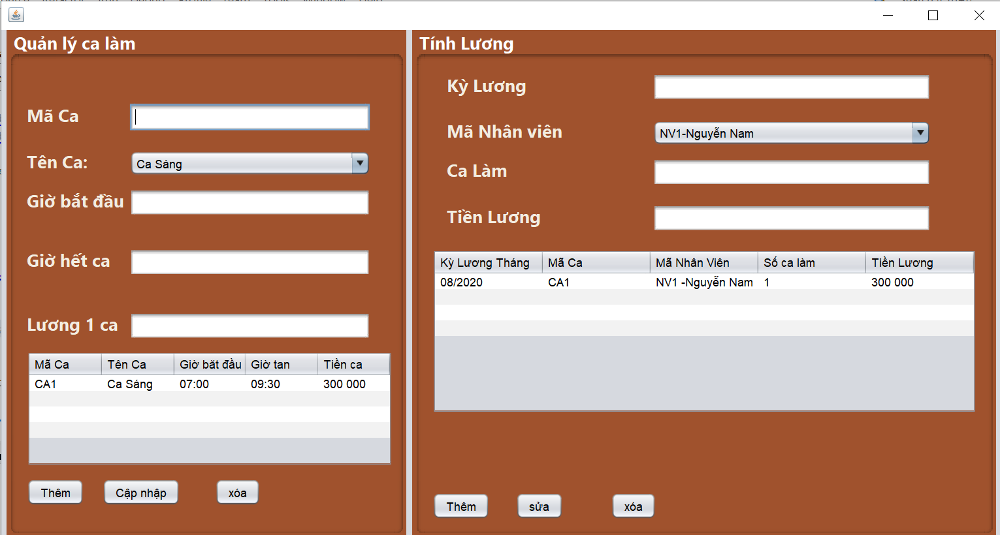 Quản lý ca làm
Mã Ca
Tên Ca:
Ca Sáng
Giờ bắt đầu
Giờ hết ca
Lương 1 ca
Mã Ca Tên Ca Giờ băt đầu Giờ tan Tiền ca
CA1 Ca Sáng 07:00 09:30 300 000
Thêm Cập nhập xóa
Tính Lương
Kỳ Lương
Mã Nhân viên
NV1-Nguyễn Nam
Ca Làm
Tiền Lương
Kỳ Lương Tháng Mã Ca Mã Nhân Viên Số ca làm Tiền Lương
08/2020 CA1 NV1 -Nguyễn Nam 1 300 000
Thêm sửa xóa